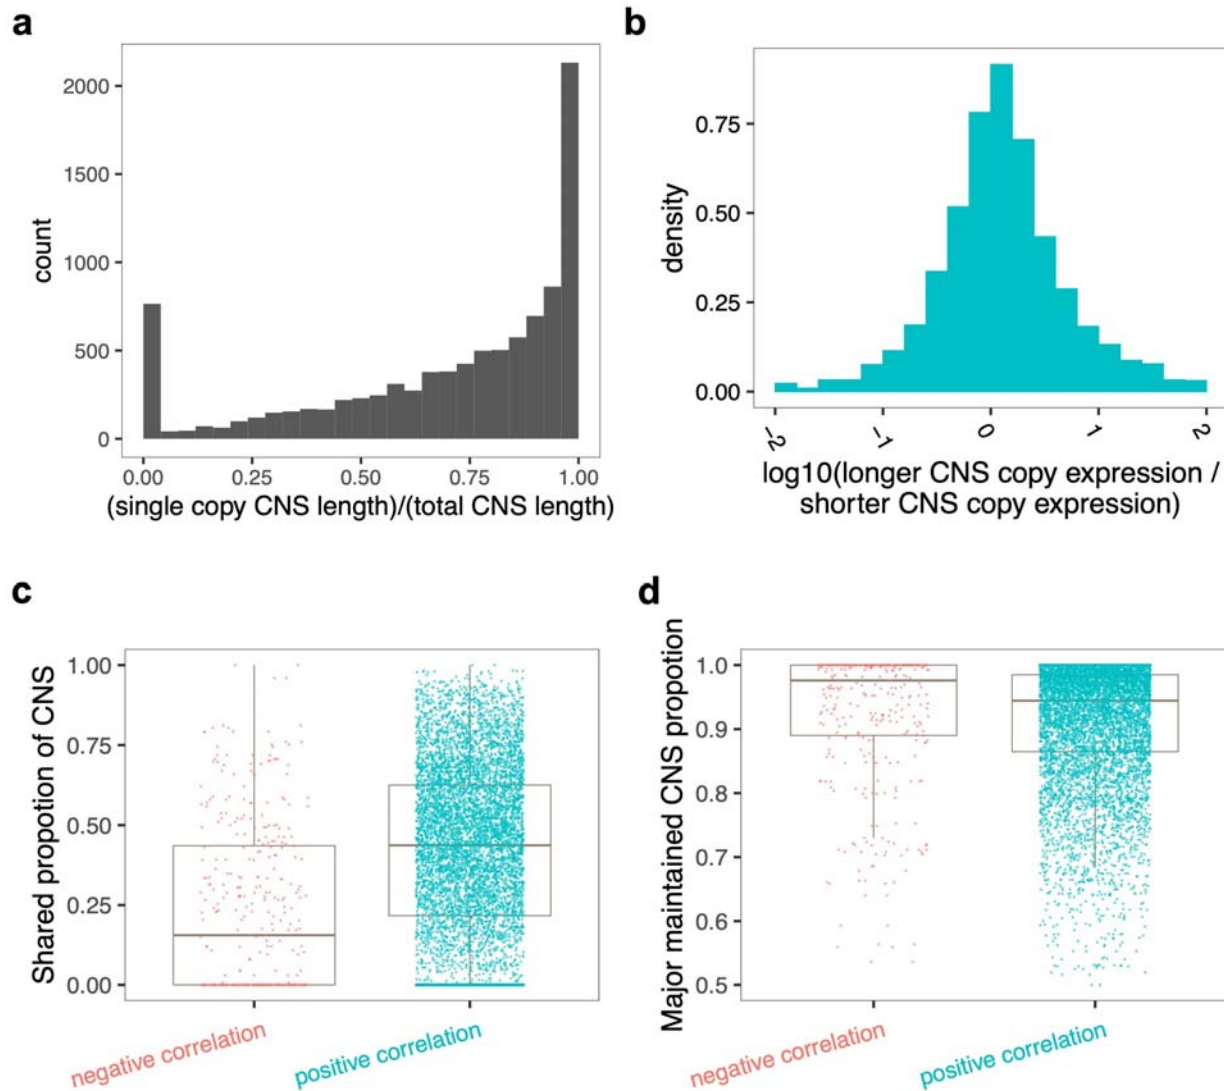 a
2000
1500
1000
500
0
count
0.00 0.25 0.50 0.75 1.00
(single copy CNS length)/(total CNS length)
b
0.75
0.50
0.25
0.00
density
-2 -1 0 1 2
log10(longer CNS copy expression /
shorter CNS copy expression)
c
1.00
0.75
0.50
0.25
0.00
Shared propotion of CNS
negative correlation
positive correlation
d
1.0
0.9
0.8
0.7
0.6
0.5
Major maintained CNS propotion
negative correlation
positive correlation